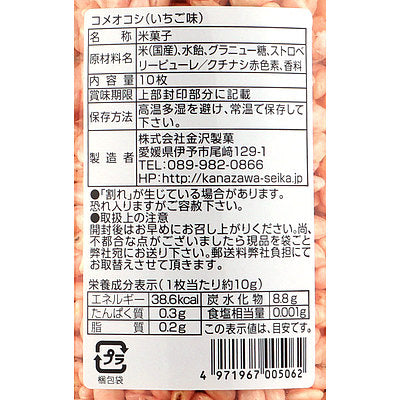 コメオコシ(いちご味)
名称 米菓子
原材料名 米(国産)、水飴、グラニュー糖、ストロベ
リーピューレ/クチナシ赤色素、香料
内容量 10枚
賞味期限 上部封印部分に記載
保存方法 高温多湿を避け、常温で保存して
下さい。
製造者 株式会社金沢製菓
愛媛県伊予市尾崎129-1
TEL:089-982-0866
HP:http://kanazawa-seika.jp
●「割れ」が生じている場合があります。
恐れ入りますがご容赦下さい。
●取扱上の注意
開封後はお早めにお召し上がりください。尚、
不都合な点がございましたら現品を袋ごと
弊社宛にお送り下さい。郵送料弊社負担にて
お取替えさせて頂きます。
栄養成分表示(1枚当たり約10g)
エネルギー 38.6kcal 炭水化物 8.8g
たんぱく質 0.3g 食塩相当量 0.001g
脂質 0.2g この表示値は、目安です。
プラ
梱包袋
4 971967 005062